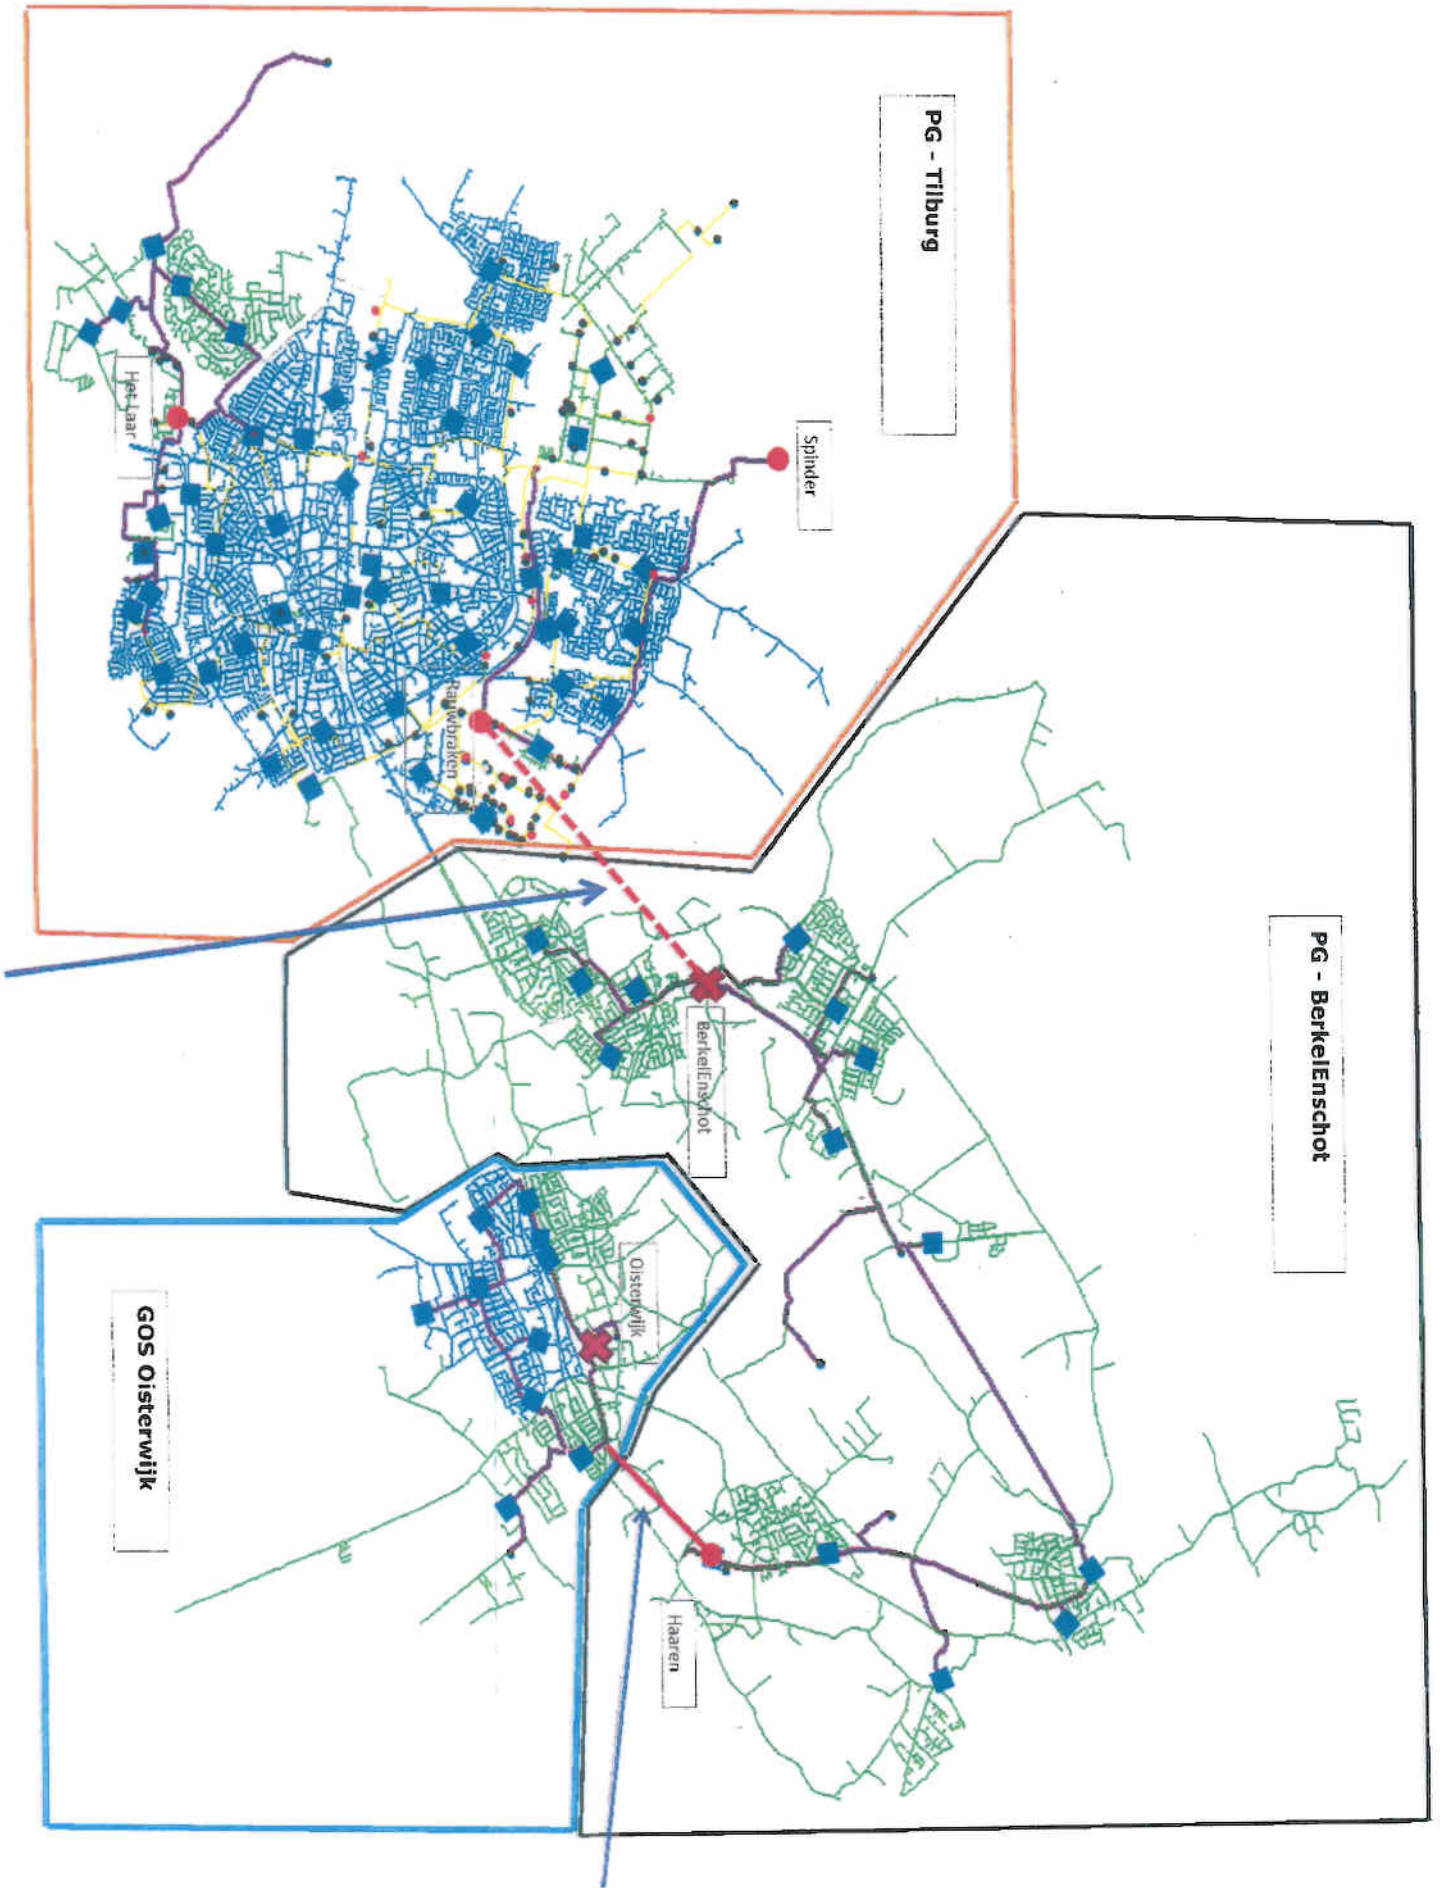 PG - Tilburg
Spinder
Het Laar
Rauwbraken
PG - BerkelEnschot
BerkelEnschot
Oisterwijk
Haaren
GOS Oisterwijk